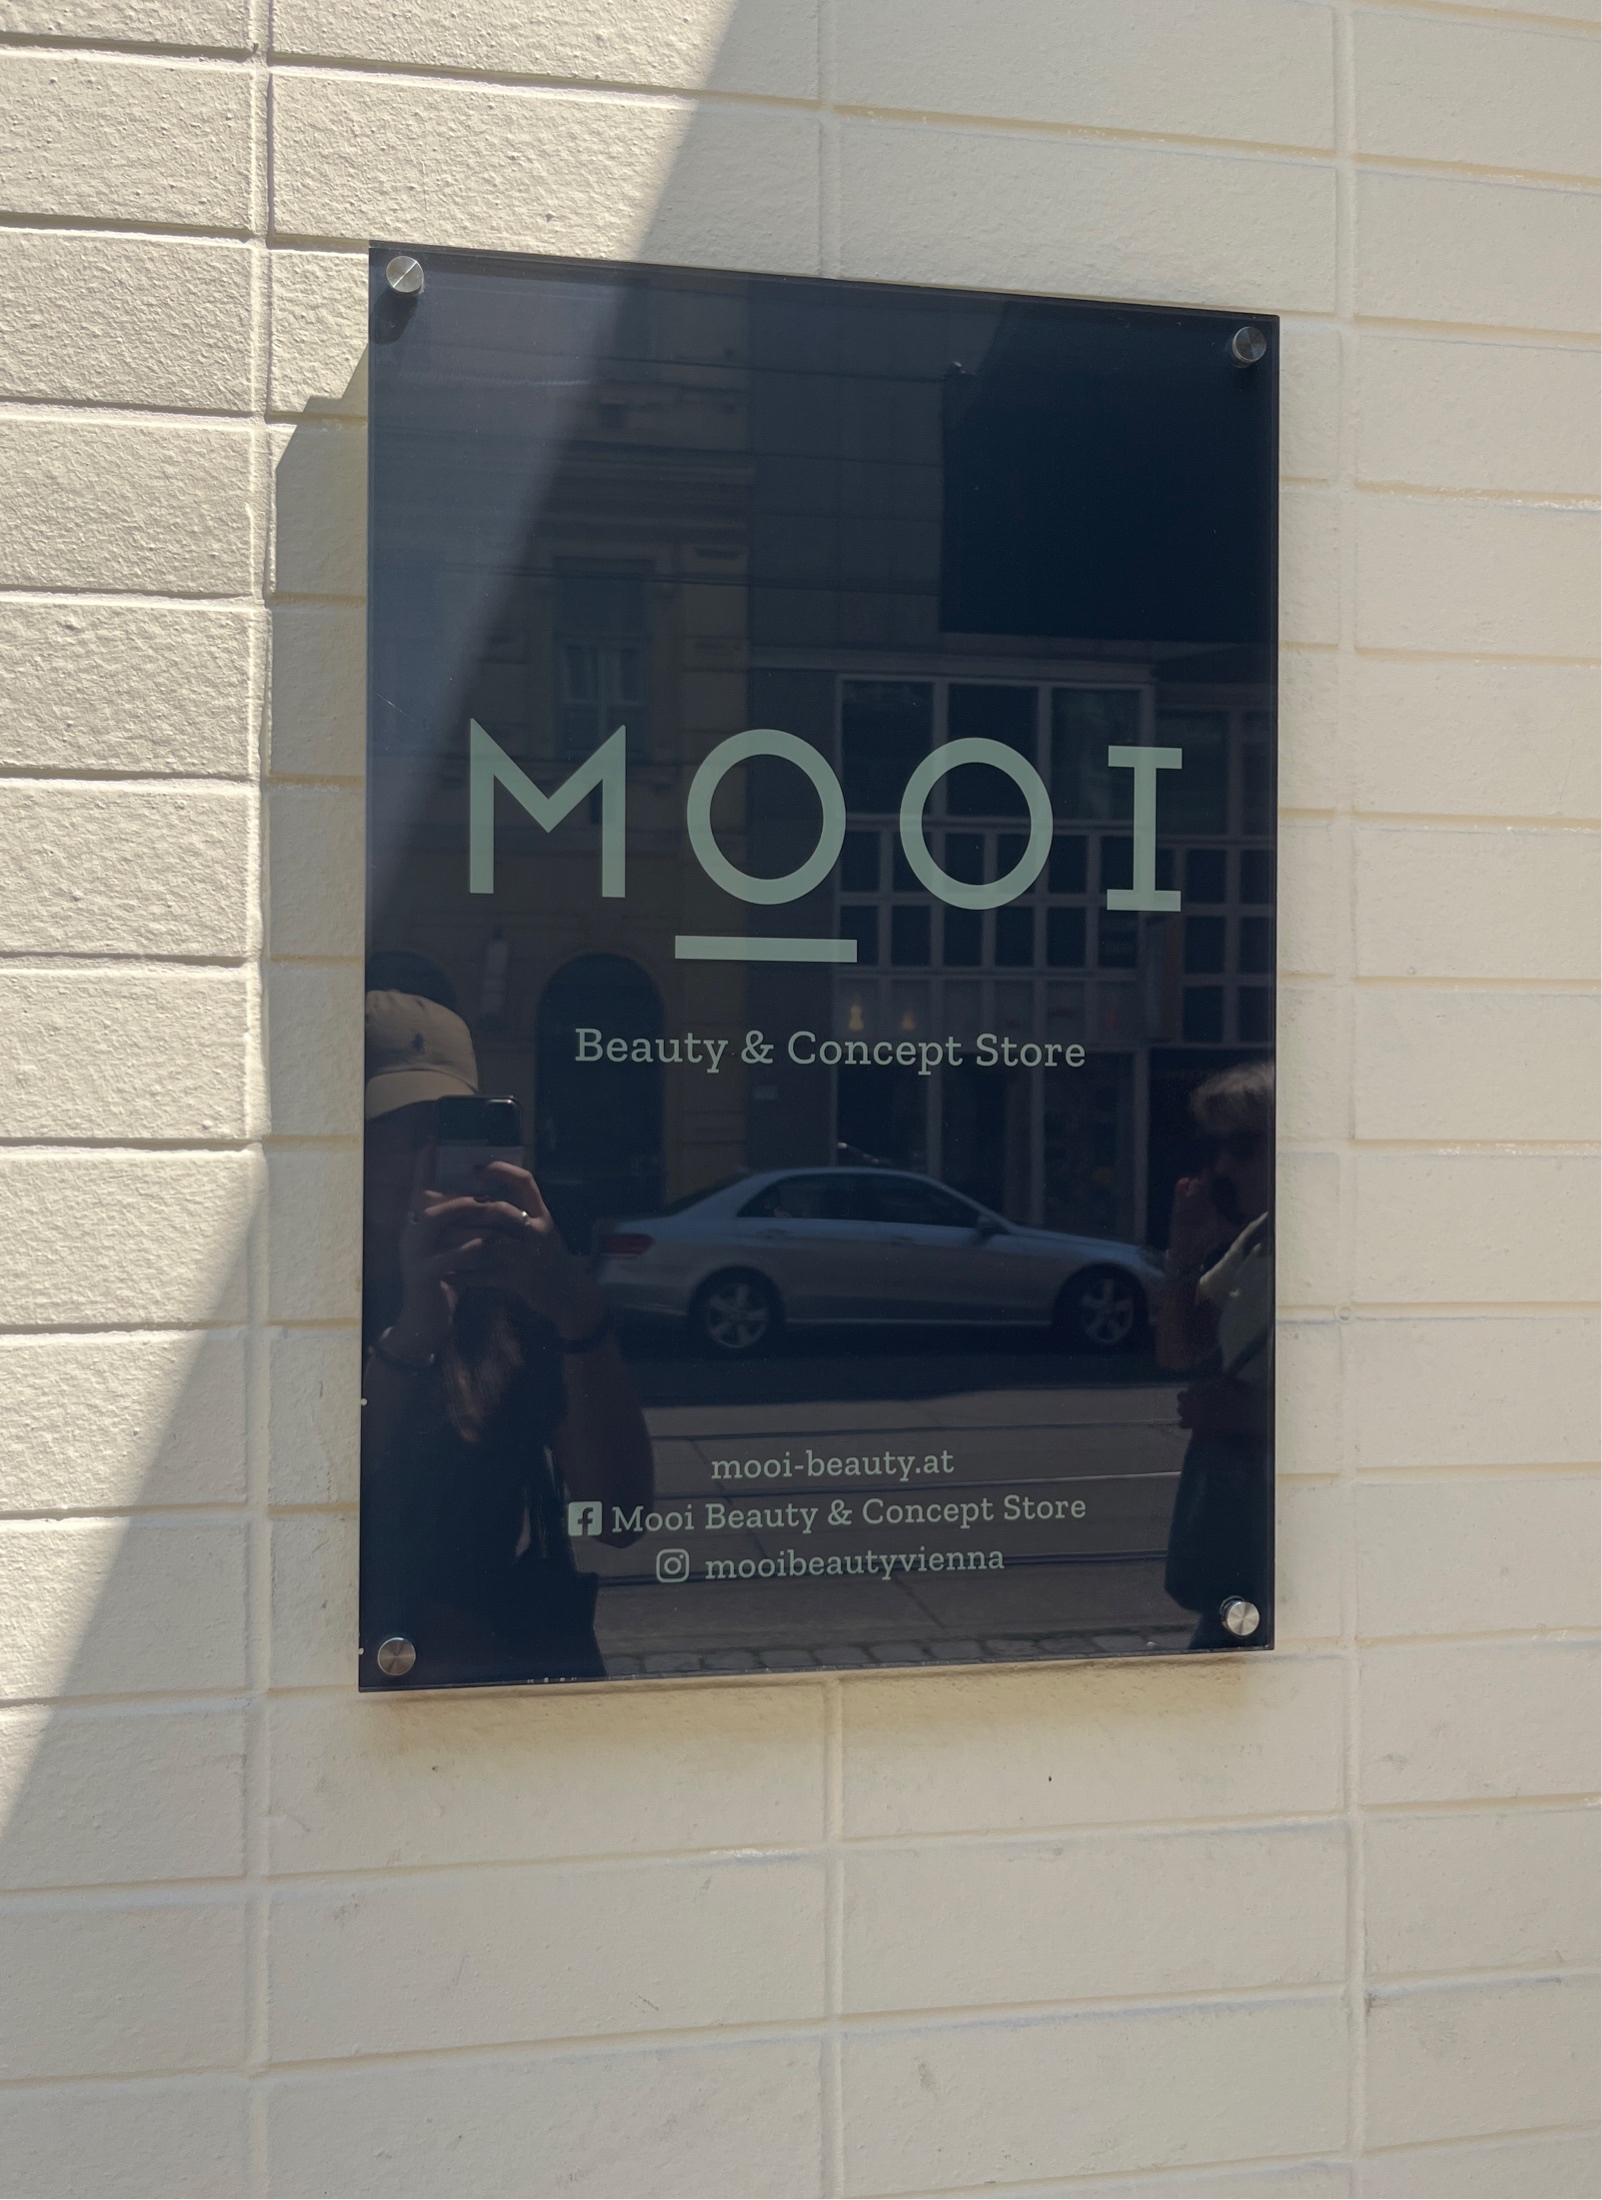 MOOI
Beauty & Concept Store
mooi-beauty.at
Mooi Beauty & Concept Store
mooibeautyvienna